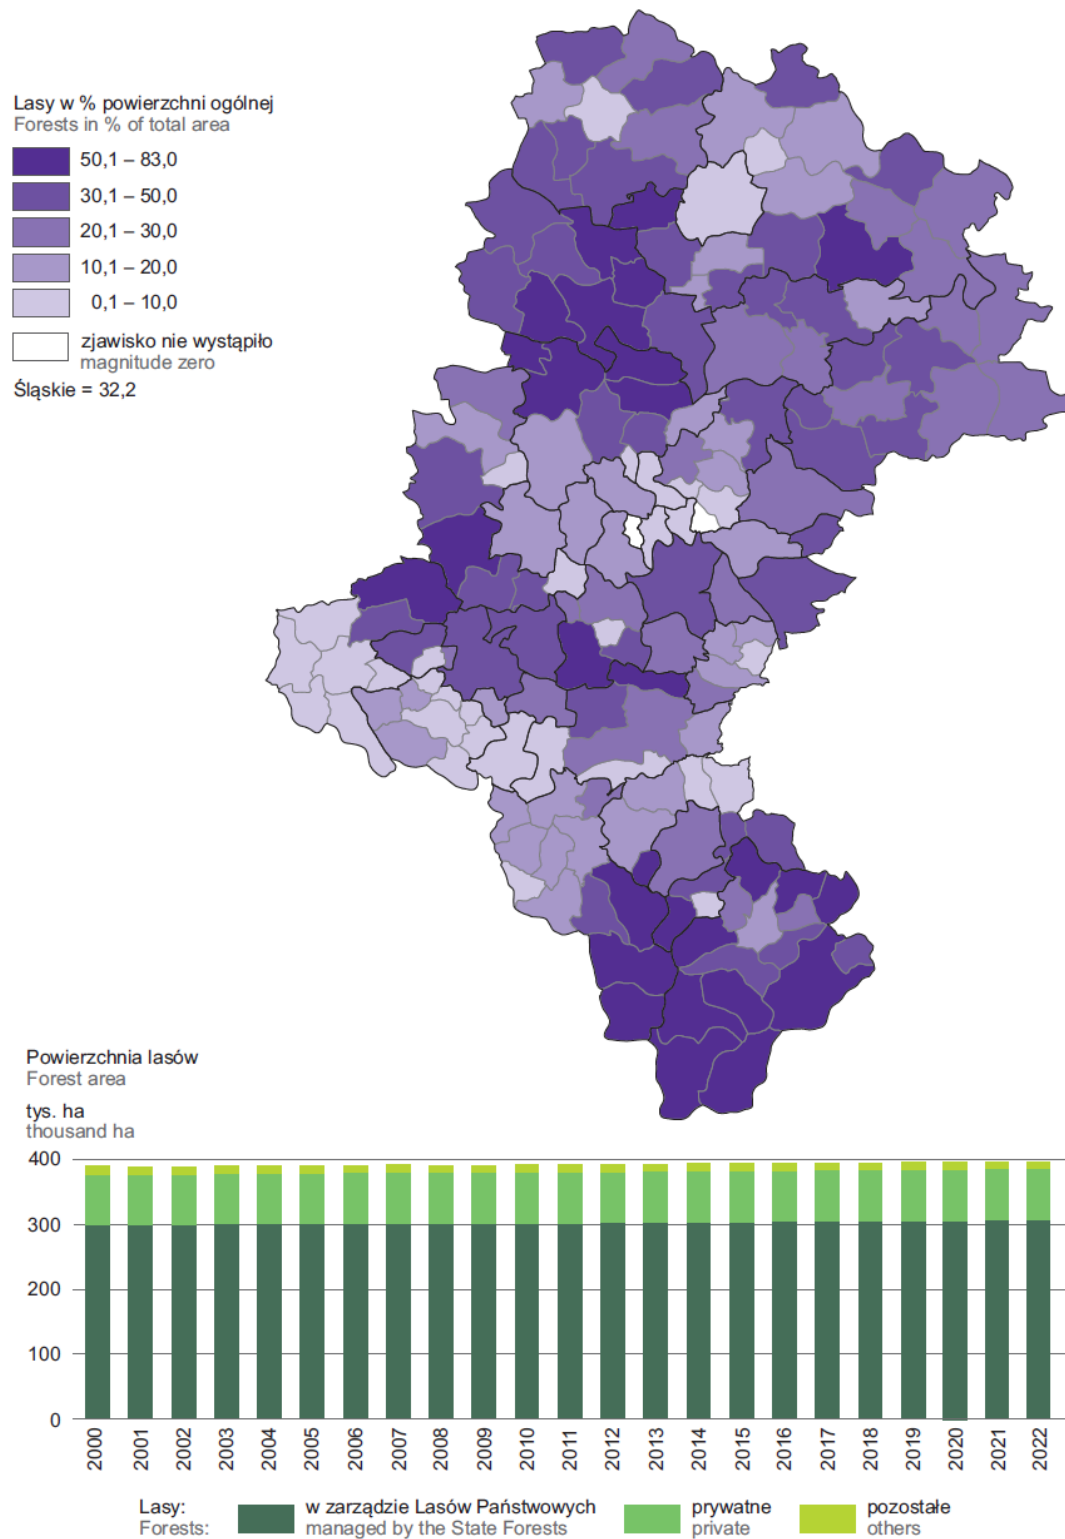 Lasy w % powierzchni ogólnej
Forests in % of total area
50,1 – 83,0
30,1 – 50,0
20,1 – 30,0
10,1 – 20,0
0,1 – 10,0
zjawisko nie wystąpiło
magnitude zero
Śląskie = 32,2
Powierzchnia lasów
Forest area
tys. ha
thousand ha
400
300
200
100
0
2000 2001 2002 2003 2004 2005 2006 2007 2008 2009 2010 2011 2012 2013 2014 2015 2016 2017 2018 2019 2020 2021 2022
Lasy: w zarządzie Lasów Państwowych prywatne pozostałe
Forests: managed by the State Forests private others